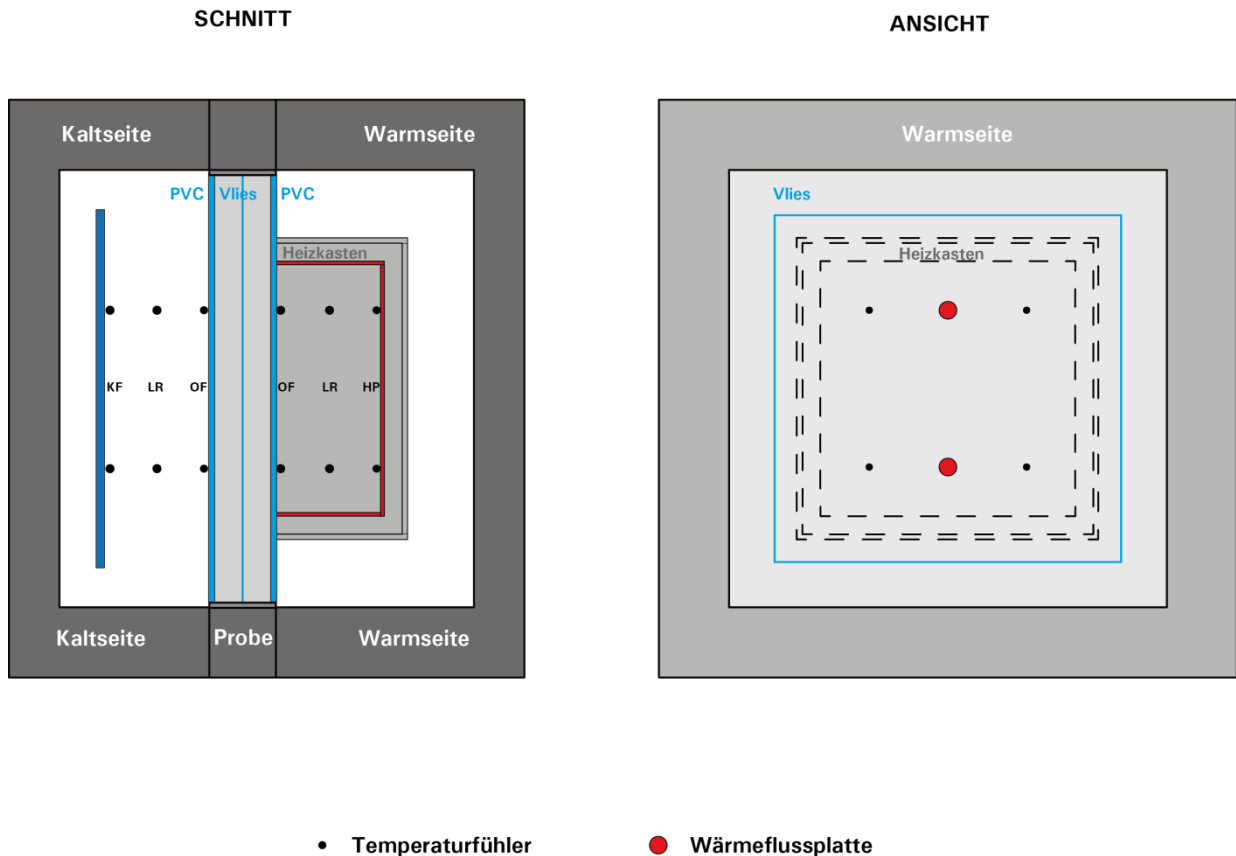 SCHNITT
ANSICHT
Kaltseite
Warmseite
Warmseite
PVC Vlies PVC
Vlies
Heizkasten
Heizkasten
KF LR OF OF LR HP
Kaltseite Probe Warmseite
Temperaturfühler
Wärmeflussplatte